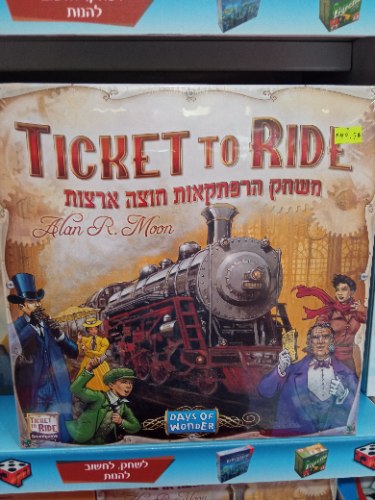 להנות
TICKET TO RIDE
משחק הרפתקאות חוצה ארצות
Alan R. Moon
DAYS OF
WONDER
TICKET
TO RIDE
לשחק, לחשוב
להנות